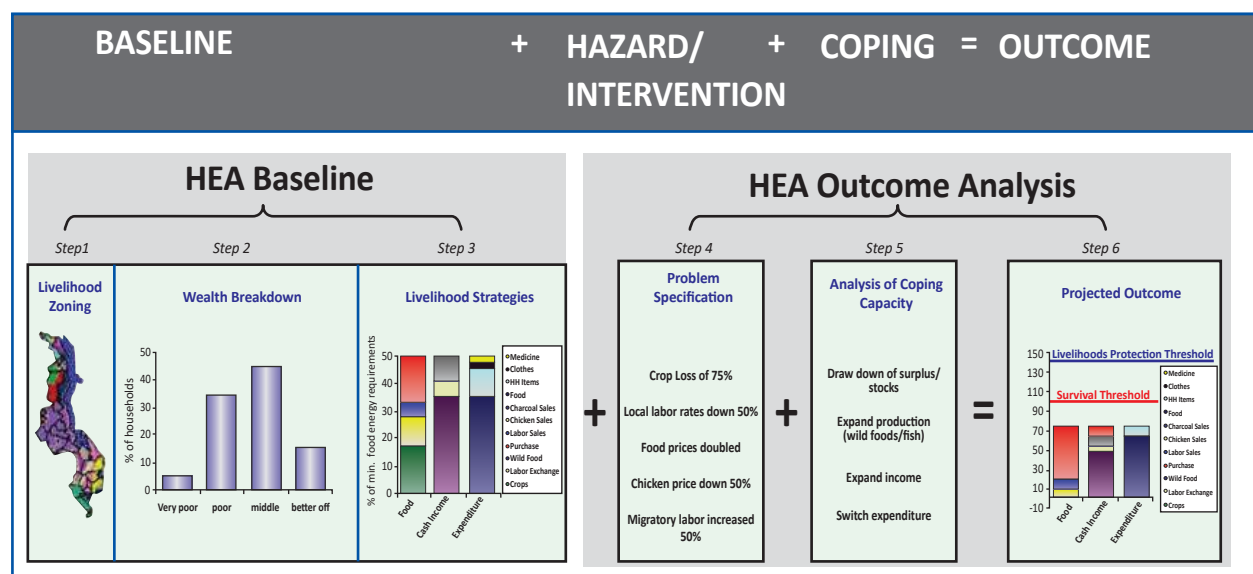 BASELINE + HAZARD/ + COPING = OUTCOME
INTERVENTION
HEA Baseline
Step1
Step 2
Step 3
Livelihood
Zoning
Wealth Breakdown
% of households
50
40
30
20
10
0
Very poor
poor
middle
better off
Livelihood Strategies
% of min. food energy requirements
50
40
30
20
10
0
Food
Cash Income
Expenditure
Medicine
Clothes
HH Items
Food
Charcoal Sales
Chicken Sales
Labor Sales
Purchase
Wild Food
Labor Exchange
Crops
HEA Outcome Analysis
Step 4
Step 5
Step 6
+
Problem
Specification
Crop Loss of 75%
Local labor rates down 50%
Food prices doubled
Chicken price down 50%
Migratory labor increased
50%
+
Analysis of Coping
Capacity
Draw down of surplus/
stocks
Expand production
(wild foods/fish)
Expand income
Switch expenditure
=
Projected Outcome
Livelihoods Protection Threshold
Survival Threshold
150
130
110
90
70
50
30
10
-10
Food
Cash Income
Expenditure
Medicine
Clothes
HH Items
Food
Charcoal Sales
Chicken Sales
Labor Sales
Purchase
Wild Food
Labor Exchange
Crops